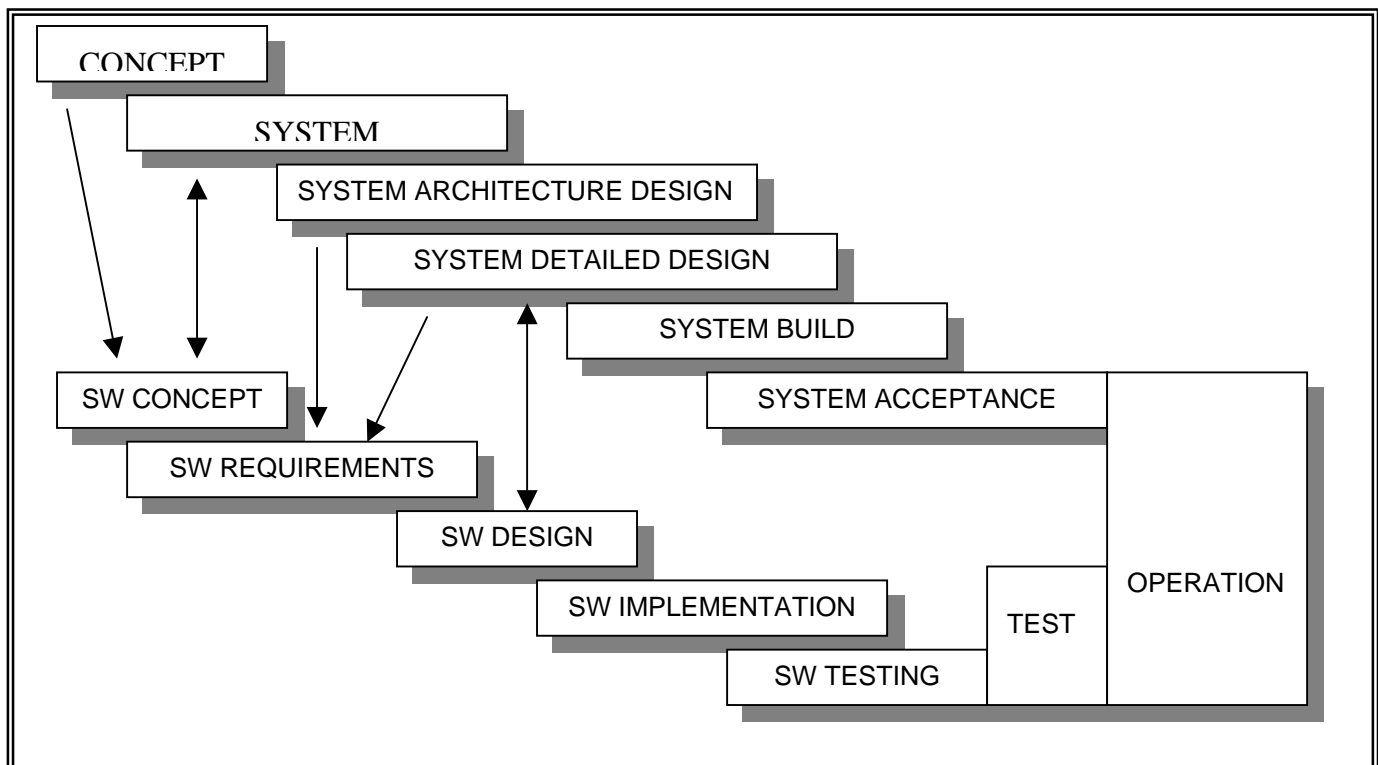 CONCEPT
SYSTEM
SYSTEM ARCHITECTURE DESIGN
SYSTEM DETAILED DESIGN
SYSTEM BUILD
SW CONCEPT
SYSTEM ACCEPTANCE
SW REQUIREMENTS
SW DESIGN
OPERATION
SW IMPLEMENTATION
TEST
SW TESTING